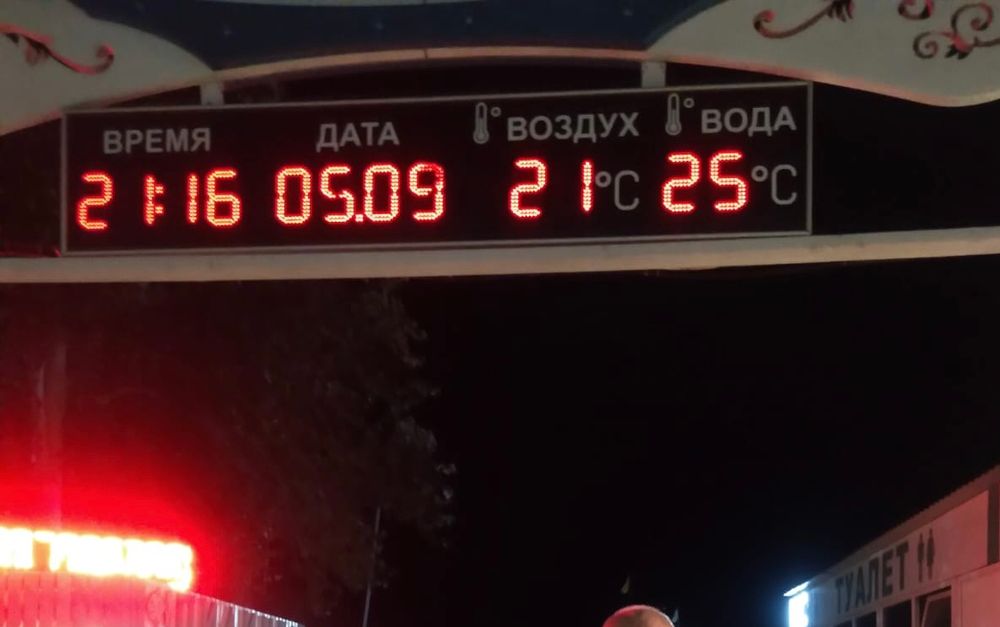 ВРЕМЯ ДАТА ВОЗДУХ ВОДА
21:16 05.09 21°C 25°C
ТУАЛЕТ